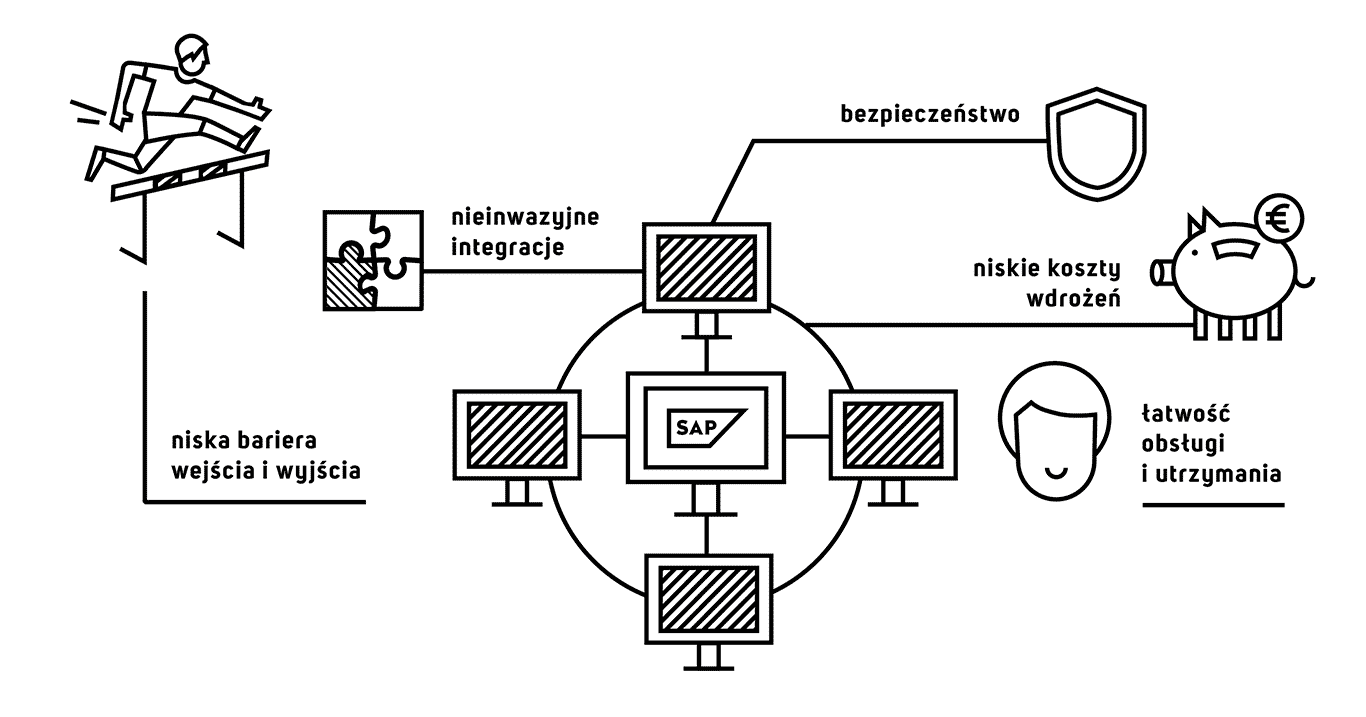 bezpieczeństwo
nieinwazyjne
integracje
€
niskie koszty
wdrożeń
SAP
łatwość
obsługi
i utrzymania
niska bariera
wejścia i wyjścia